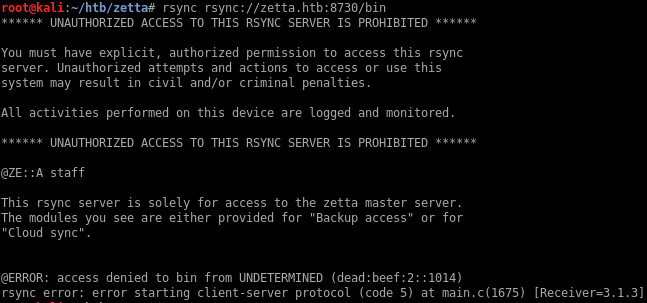 root@kali:~/htb/zetta# rsync rsync://zetta.htb:8730/bin
****** UNAUTHORIZED ACCESS TO THIS RSYNC SERVER IS PROHIBITED ******
You must have explicit, authorized permission to access this rsync
server. Unauthorized attempts and actions to access or use this
system may result in civil and/or criminal penalties.
All activities performed on this device are logged and monitored.
****** UNAUTHORIZED ACCESS TO THIS RSYNC SERVER IS PROHIBITED ******
@ZE::A staff
This rsync server is solely for access to the zetta master server.
The modules you see are either provided for "Backup access" or for
"Cloud sync".
@ERROR: access denied to bin from UNDETERMINED (dead:beef:2::1014)
rsync error: error starting client-server protocol (code 5) at main.c(1675) [Receiver=3.1.3]